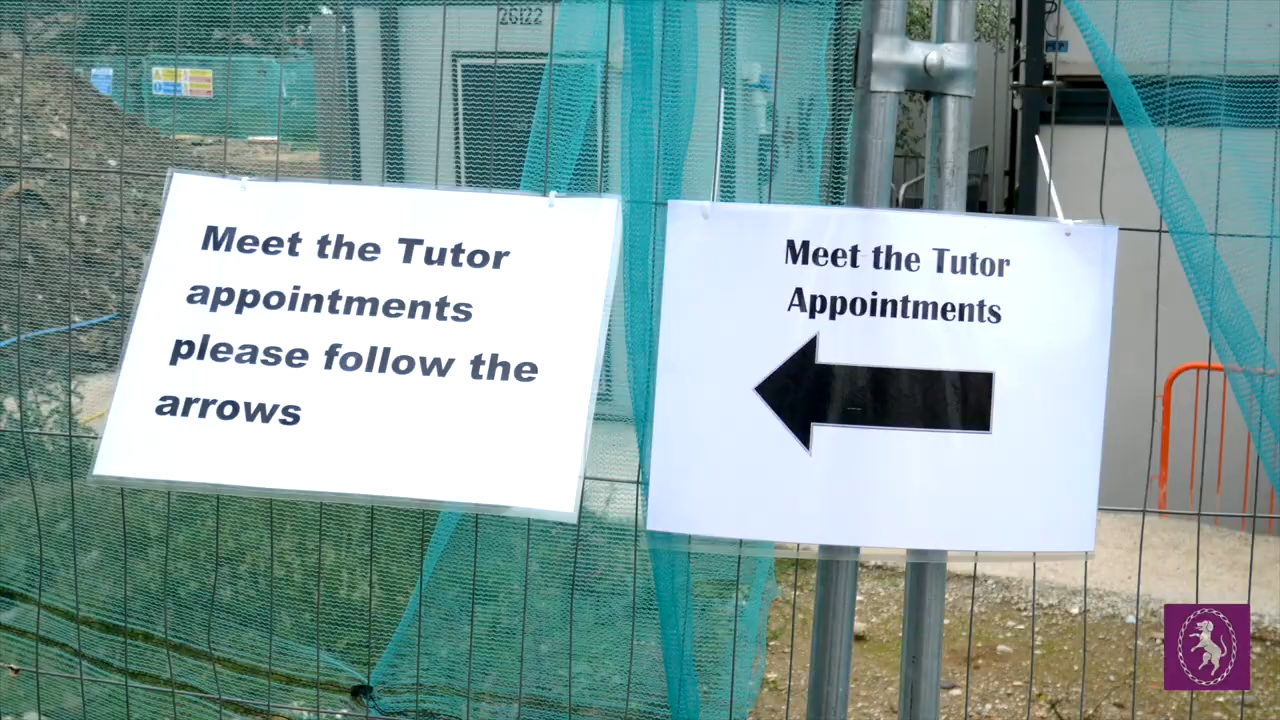 26122
Meet the Tutor
appointments
please follow the
arrows
Meet the Tutor
Appointments